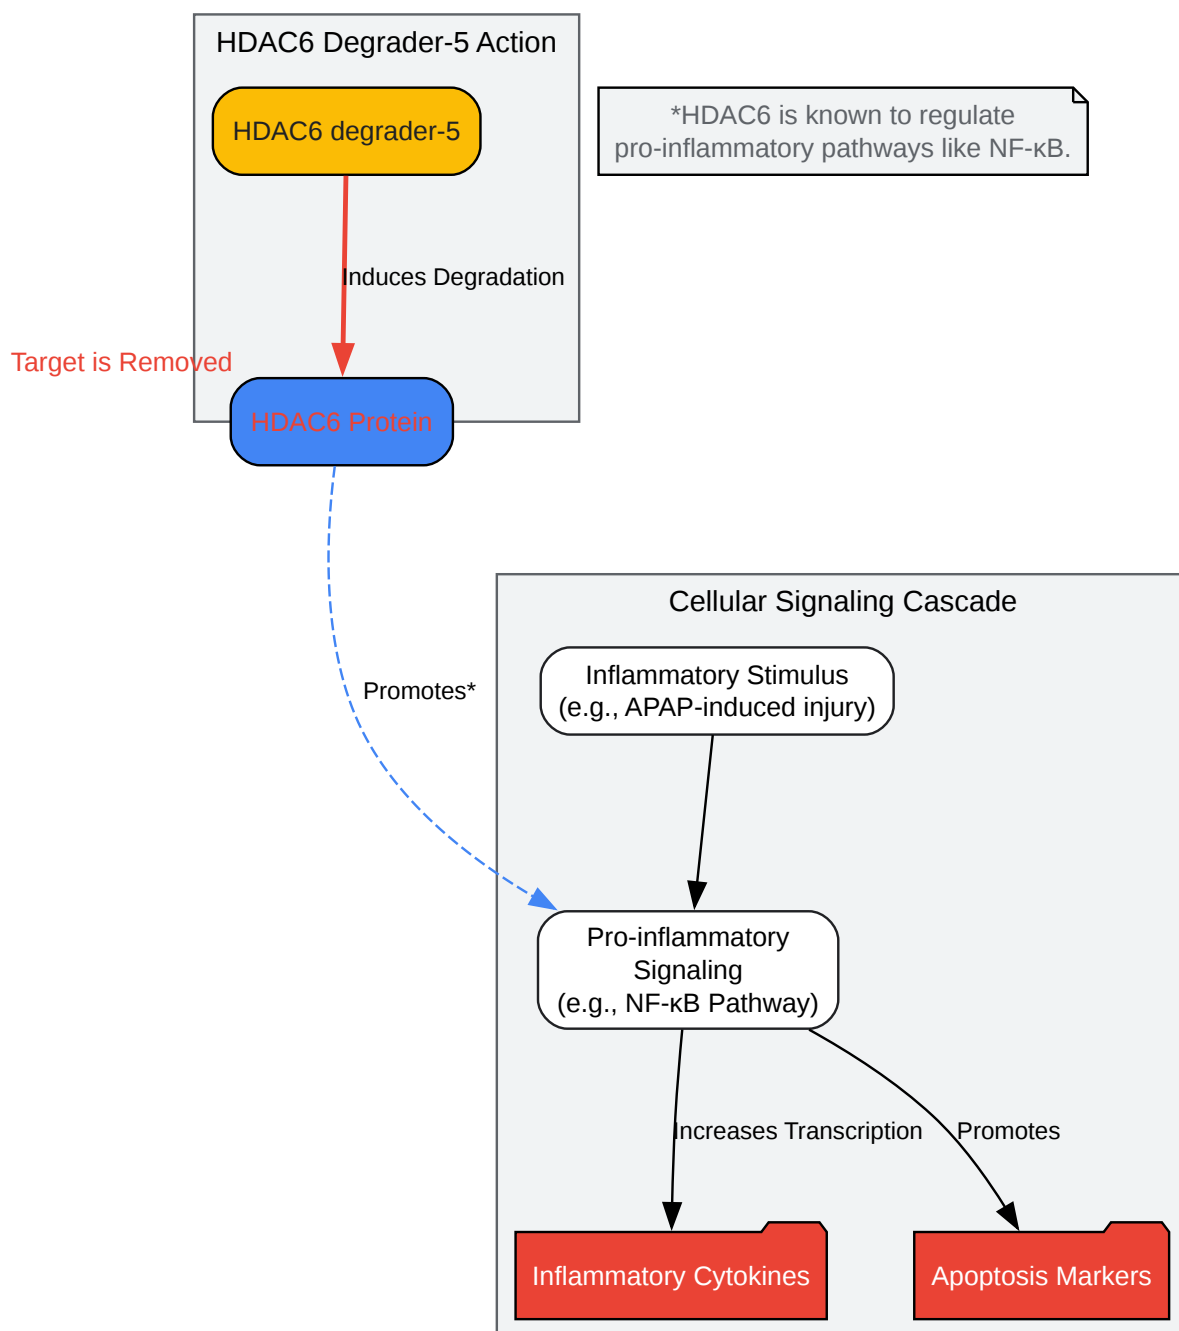 HDAC6 Degrader-5 Action
HDAC6 degrader-5
*HDAC6 is known to regulate
pro-inflammatory pathways like NF-κB.
Induces Degradation
Target is Removed
HDAC6 Protein
Cellular Signaling Cascade
Inflammatory Stimulus
(e.g., APAP-induced injury)
Promotes*
Pro-inflammatory
Signaling
(e.g., NF-κB Pathway)
Increases Transcription
Promotes
Inflammatory Cytokines
Apoptosis Markers